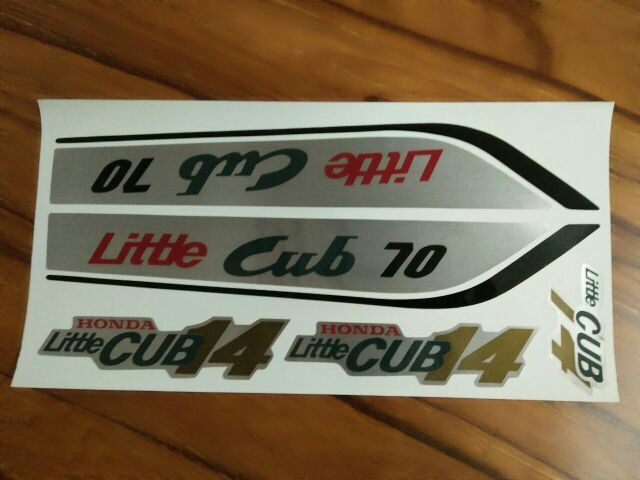 Little Cub 70
Little Cub 70
HONDA
Little CUB 14
HONDA
Little CUB 14
Little
CUB
14